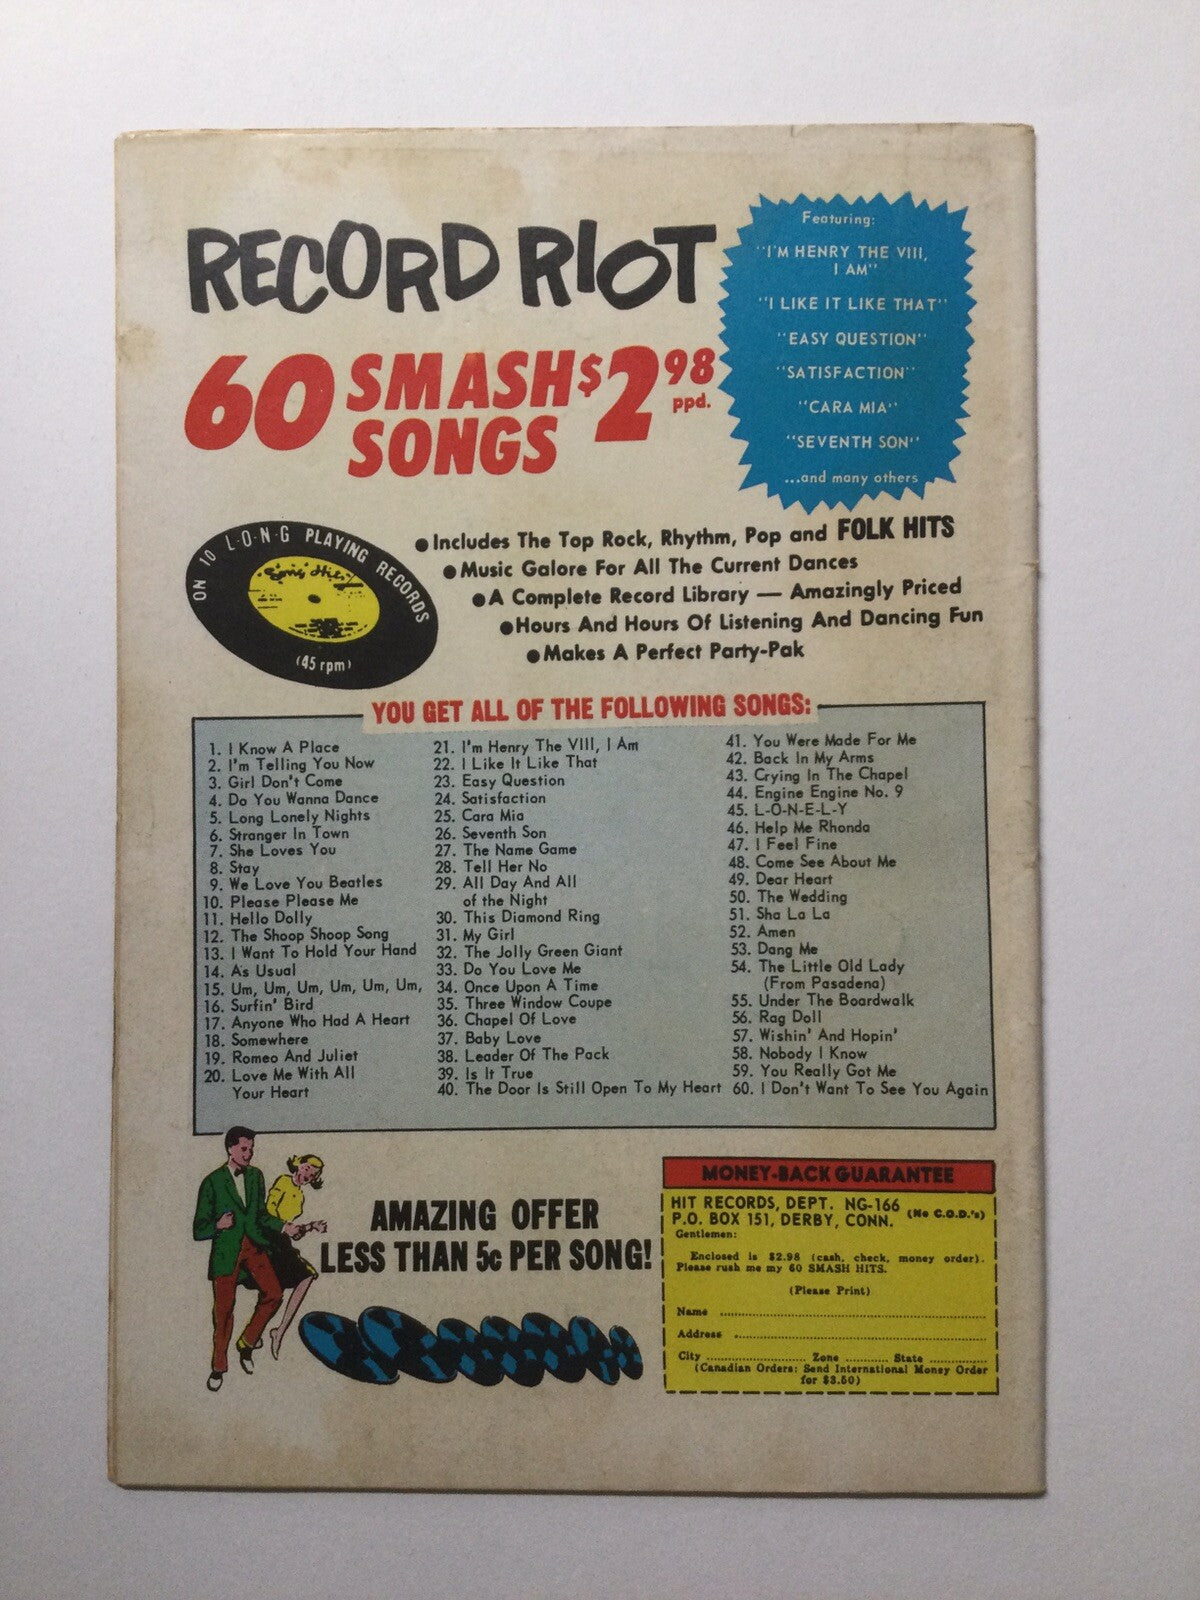 RECORD RIOT
60 SMASH SONGS $2.98 ppd.
Featuring:
"I'M HENRY THE VIII,
I AM"
"I LIKE IT LIKE THAT"
"EASY QUESTION"
"SATISFACTION"
"CARA MIA"
"SEVENTH SON"
...and many others
ON 10 L·O·N·G PLAYING RECORDS
Song Hits
(45 rpm)
●Includes The Top Rock, Rhythm, Pop and FOLK HITS
●Music Galore For All The Current Dances
●A Complete Record Library — Amazingly Priced
●Hours And Hours Of Listening And Dancing Fun
●Makes A Perfect Party-Pak
YOU GET ALL OF THE FOLLOWING SONGS:
1. I Know A Place
2. I'm Telling You Now
3. Girl Don't Come
4. Do You Wanna Dance
5. Long Lonely Nights
6. Stranger In Town
7. She Loves You
8. Stay
9. We Love You Beatles
10. Please Please Me
11. Hello Dolly
12. The Shoop Shoop Song
13. I Want To Hold Your Hand
14. As Usual
15. Um, Um, Um, Um, Um, Um,
16. Surfin' Bird
17. Anyone Who Had A Heart
18. Somewhere
19. Romeo And Juliet
20. Love Me With All
Your Heart
21. I'm Henry The VIII, I Am
22. I Like It Like That
23. Easy Question
24. Satisfaction
25. Cara Mia
26. Seventh Son
27. The Name Game
28. Tell Her No
29. All Day And All
of the Night
30. This Diamond Ring
31. My Girl
32. The Jolly Green Giant
33. Do You Love Me
34. Once Upon A Time
35. Three Window Coupe
36. Chapel Of Love
37. Baby Love
38. Leader Of The Pack
39. Is It True
40. The Door Is Still Open To My Heart
41. You Were Made For Me
42. Back In My Arms
43. Crying In The Chapel
44. Engine Engine No. 9
45. L-O-N-E-L-Y
46. Help Me Rhonda
47. I Feel Fine
48. Come See About Me
49. Dear Heart
50. The Wedding
51. Sha La La
52. Amen
53. Dang Me
54. The Little Old Lady
(From Pasadena)
55. Under The Boardwalk
56. Rag Doll
57. Wishin' And Hopin'
58. Nobody I Know
59. You Really Got Me
60. I Don't Want To See You Again
AMAZING OFFER
LESS THAN 5c PER SONG!
MONEY-BACK GUARANTEE
HIT RECORDS, DEPT. NG-166
P.O. BOX 151, DERBY, CONN. (No C.O.D.'s)
Gentlemen:
Enclosed is $2.98 (cash, check, money order).
Please rush me my 60 SMASH HITS.
(Please Print)
Name
Address
City Zone State
(Canadian Orders: Send International Money Order
for $3.50)